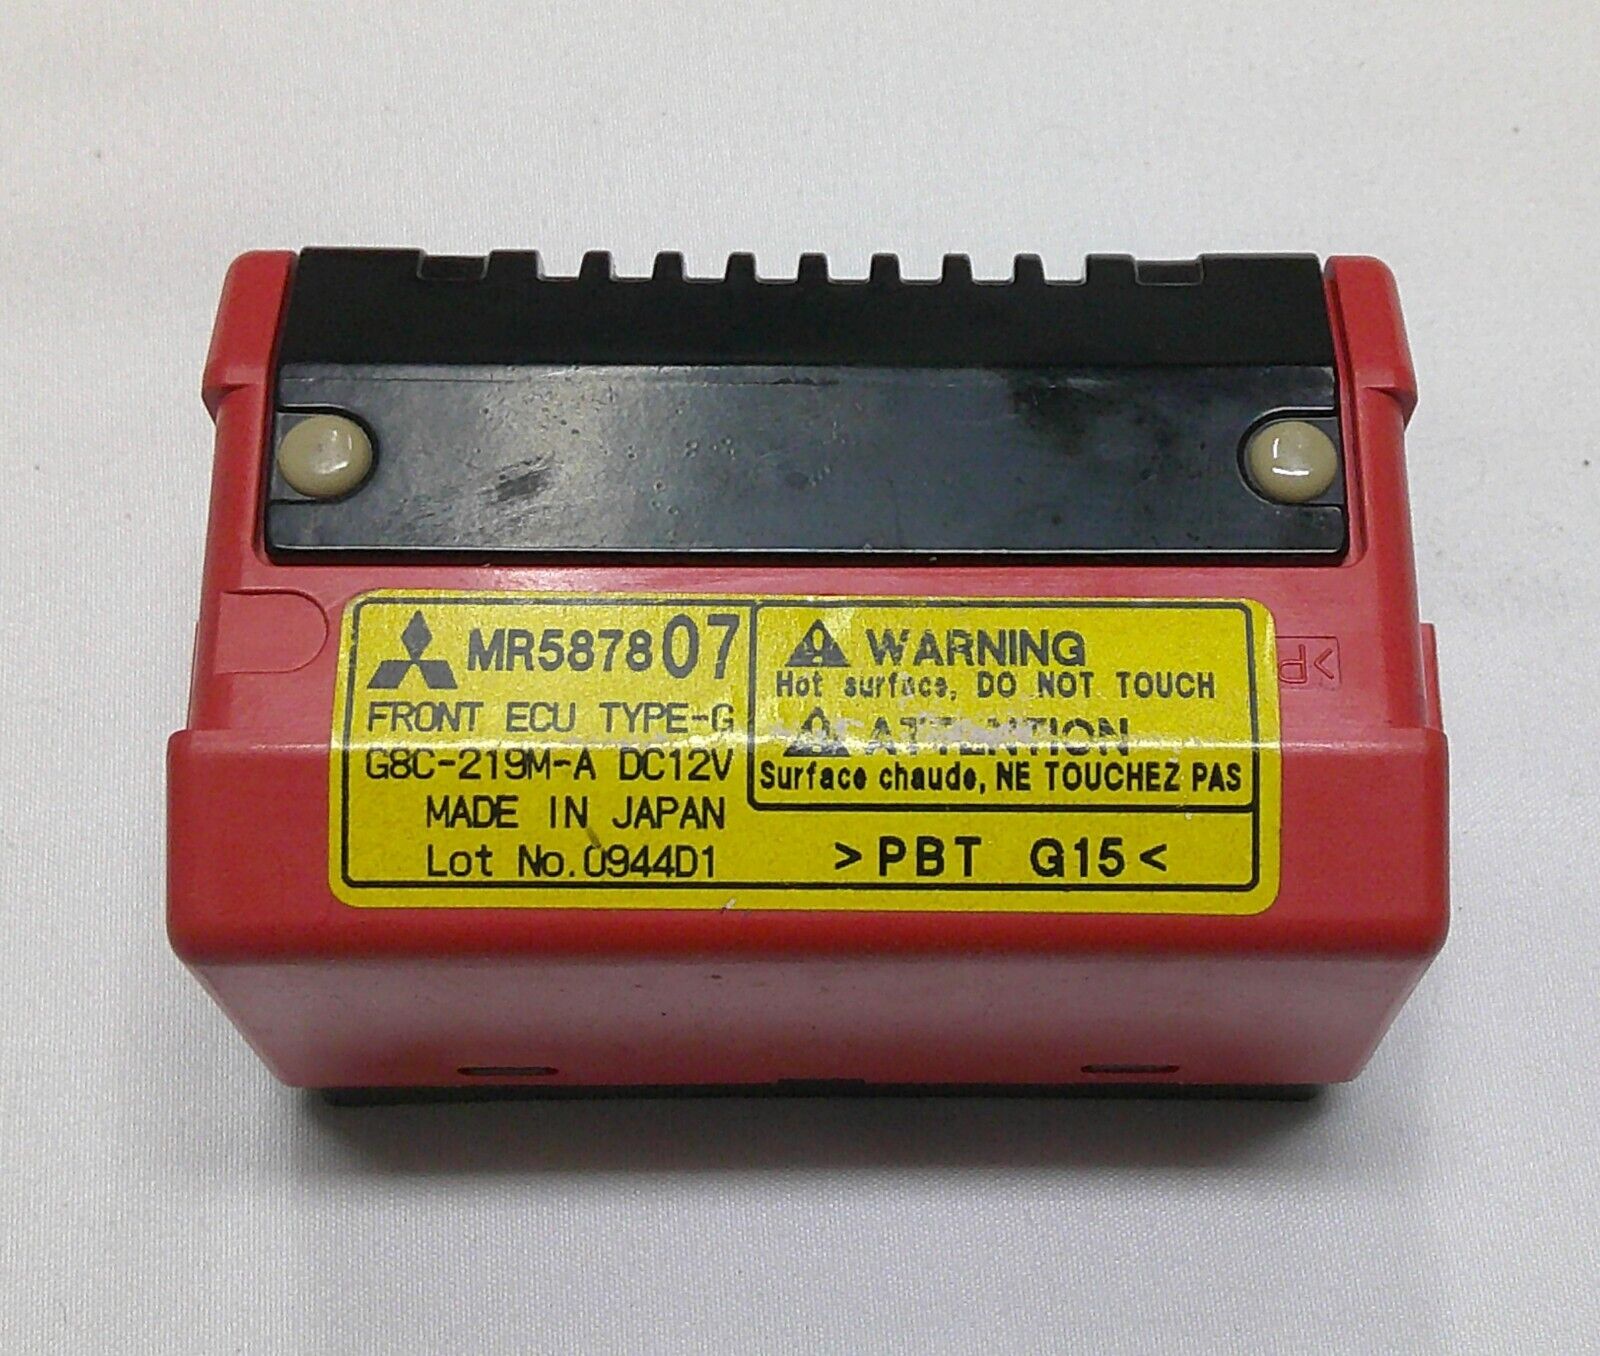 MR587807
FRONT ECU TYPE-G
G8C-219M-A DC12V
MADE IN JAPAN
Lot No.0944D1
WARNING
Hot surface, DO NOT TOUCH
ATTENTION
Surface chaude, NE TOUCHEZ PAS
>PBT G15<
>P